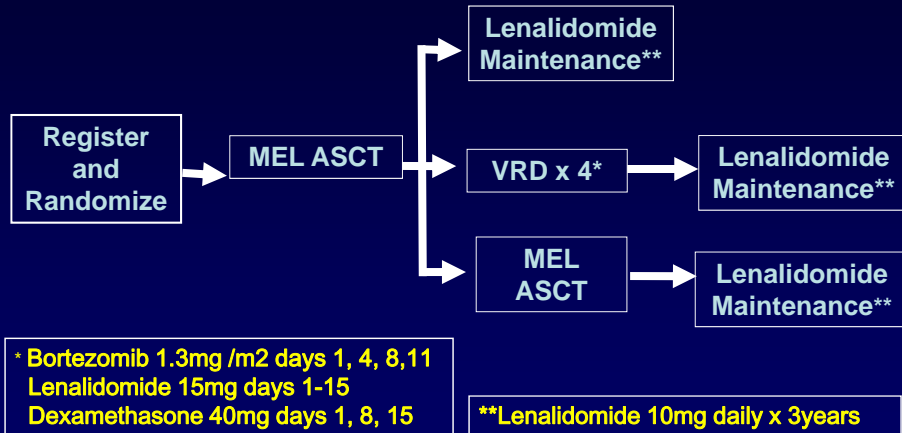 Lenalidomide
Maintenance**
Register
and
Randomize
MEL ASCT
VRD x 4*
Lenalidomide
Maintenance**
MEL
ASCT
Lenalidomide
Maintenance**
* Bortezomib 1.3mg /m2 days 1, 4, 8,11
Lenalidomide 15mg days 1-15
Dexamethasone 40mg days 1, 8, 15
**Lenalidomide 10mg daily x 3years